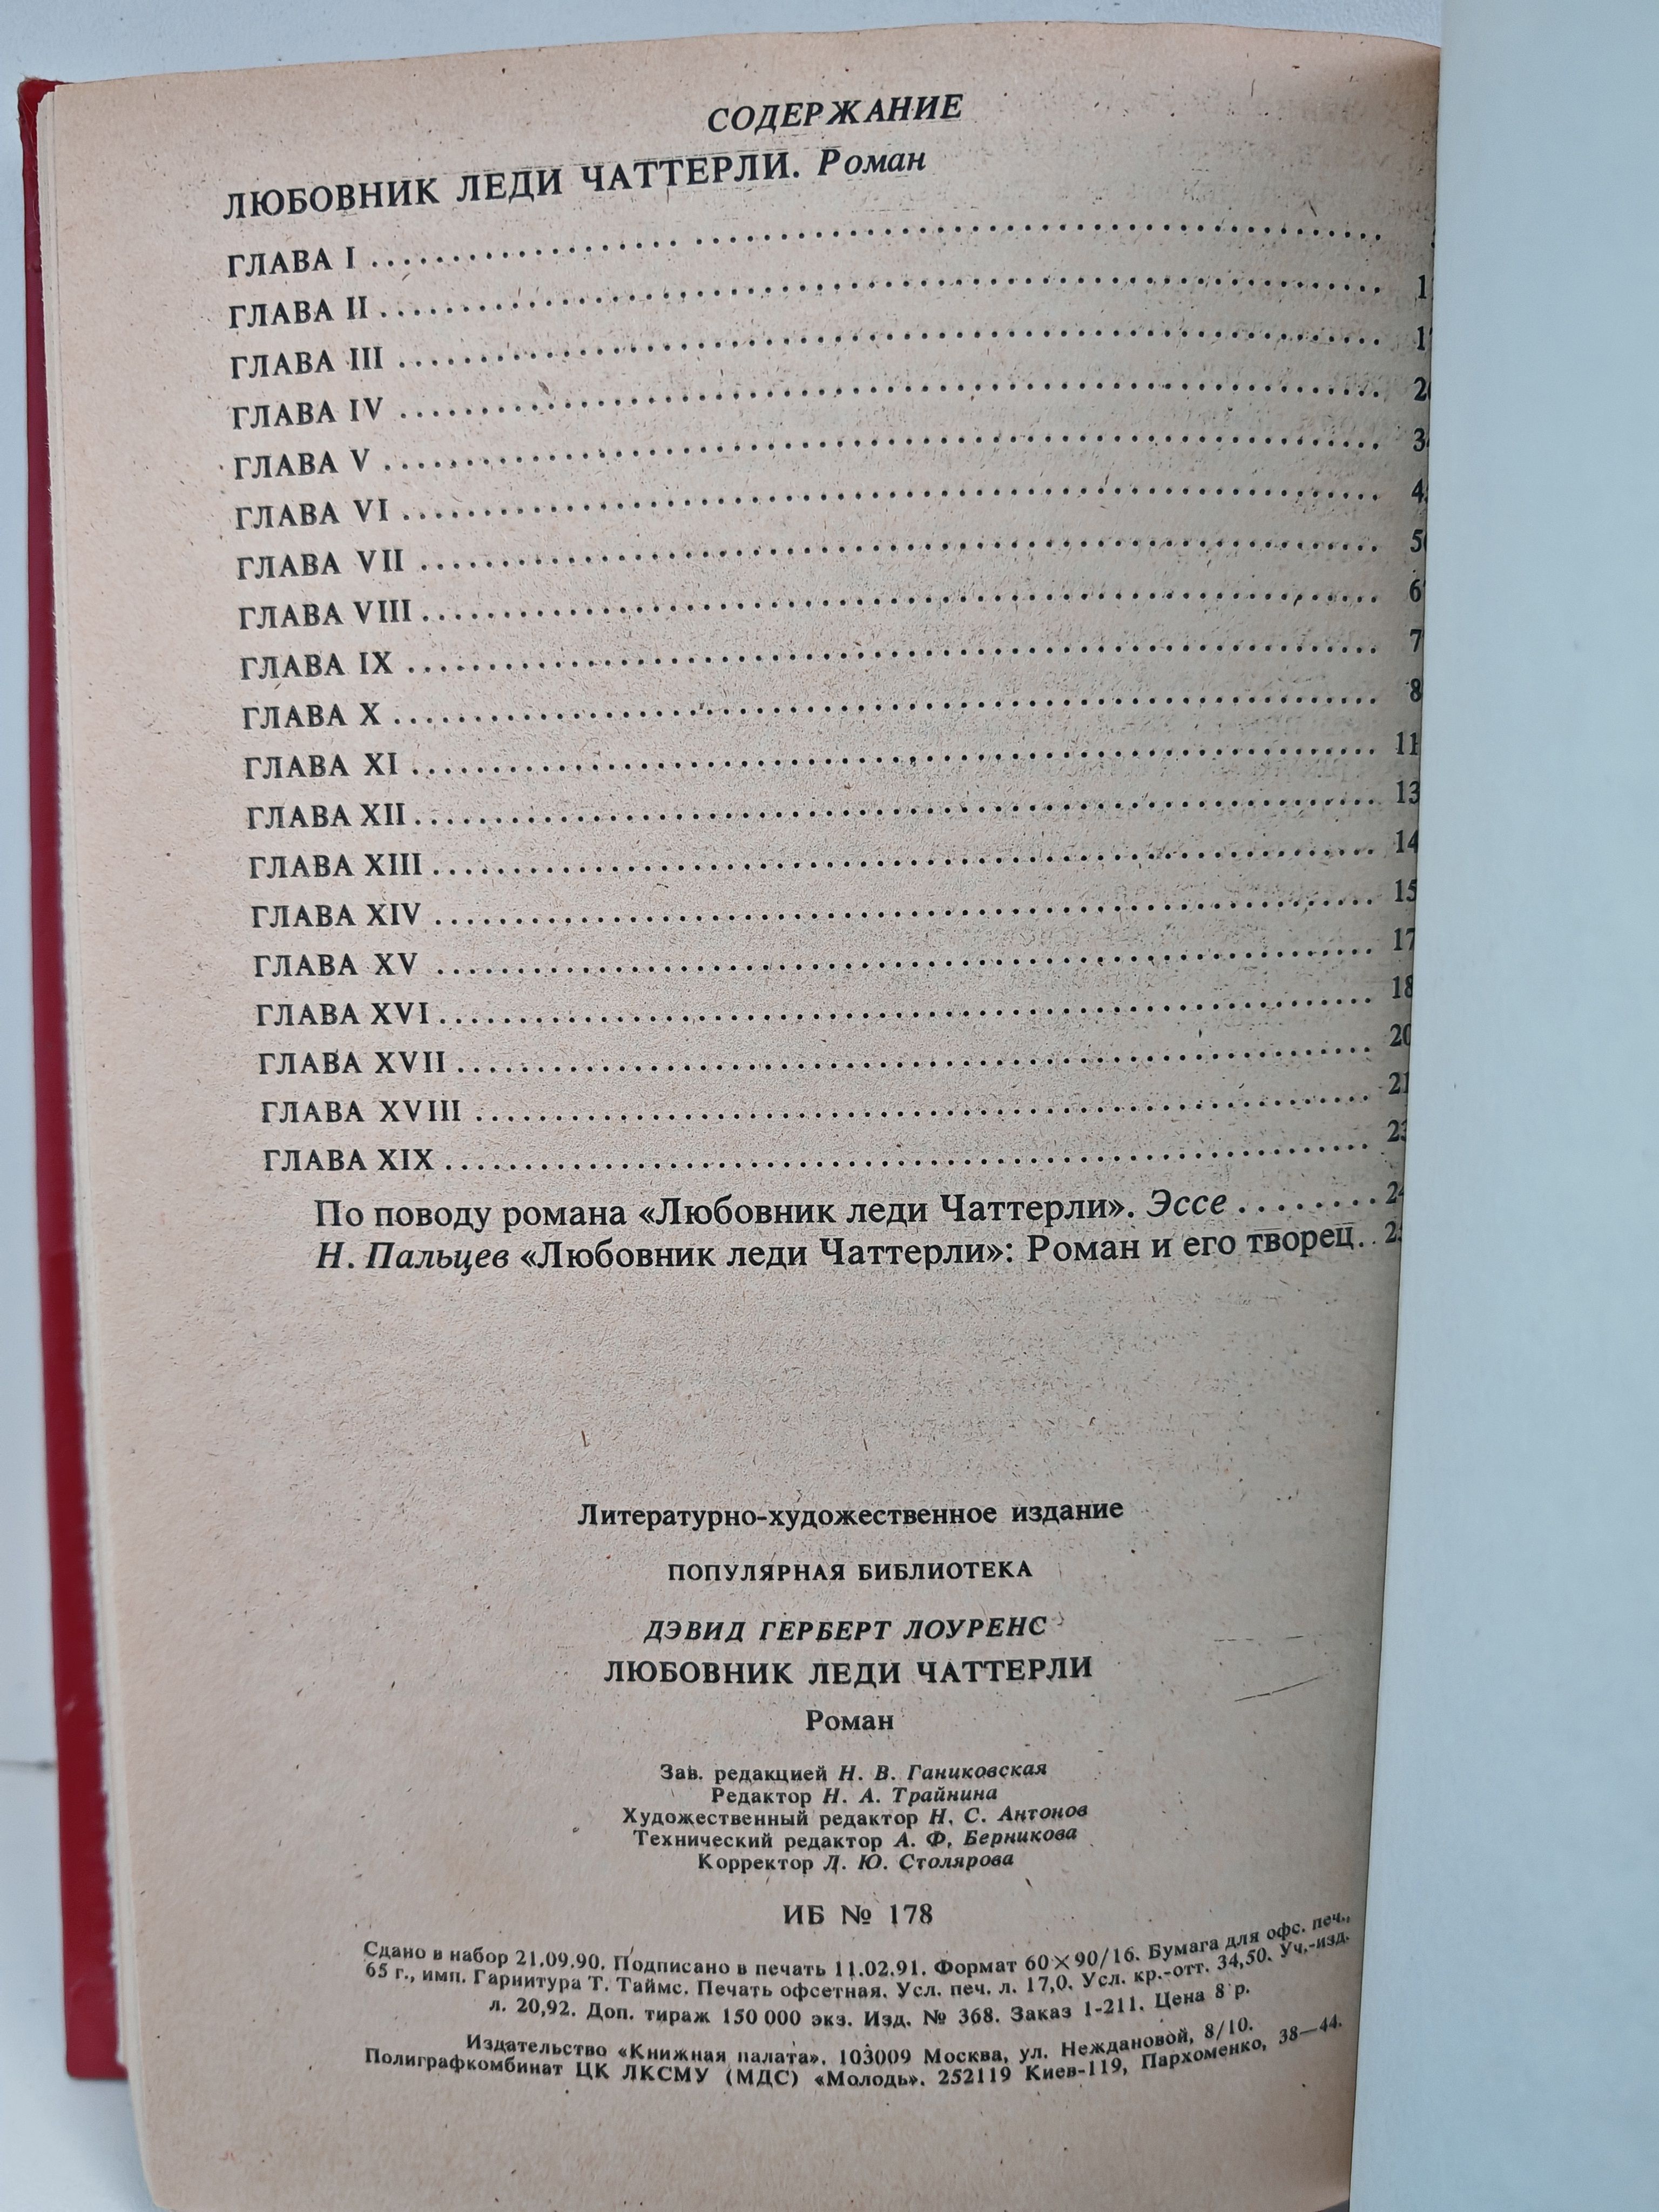 СОДЕРЖАНИЕ
ЛЮБОВНИК ЛЕДИ ЧАТТЕРЛИ. Роман
ГЛАВА I
ГЛАВА II
ГЛАВА III
ГЛАВА IV
ГЛАВА V
ГЛАВА VI
ГЛАВА VII
ГЛАВА VIII
ГЛАВА IX
ГЛАВА X
ГЛАВА XI
ГЛАВА XII
ГЛАВА XIII
ГЛАВА XIV
ГЛАВА XV
ГЛАВА XVI
ГЛАВА XVII
ГЛАВА XVIII
ГЛАВА XIX
По поводу романа «Любовник леди Чаттерли». Эссе
Н. Пальцев «Любовник леди Чаттерли»: Роман и его творец
Литературно-художественное издание
ПОПУЛЯРНАЯ БИБЛИОТЕКА
ДЭВИД ГЕРБЕРТ ЛОУРЕНС
ЛЮБОВНИК ЛЕДИ ЧАТТЕРЛИ
Роман
Зав. редакцией Н. В. Ганиковская
Редактор Н. А. Трайнина
Художественный редактор Н. С. Антонов
Технический редактор А. Ф. Берникова
Корректор Л. Ю. Столярова
ИБ № 178
Сдано в набор 21.09.90. Подписано в печать 11.02.91. Формат 60×90/16. Бумага для офс. печ.,
65 г., имп. Гарнитура Т. Таймс. Печать офсетная. Усл. печ. л. 17,0. Усл. кр.-отт. 34,50. Уч.-изд.
л. 20,92. Доп. тираж 150 000 экз. Изд. № 368. Заказ 1-211. Цена 8 р.
Издательство «Книжная палата». 103009 Москва, ул. Неждановой, 8/10.
Полиграфкомбинат ЦК ЛКСМУ (МДС) «Молодь». 252119 Киев-119, Пархоменко, 38—44.